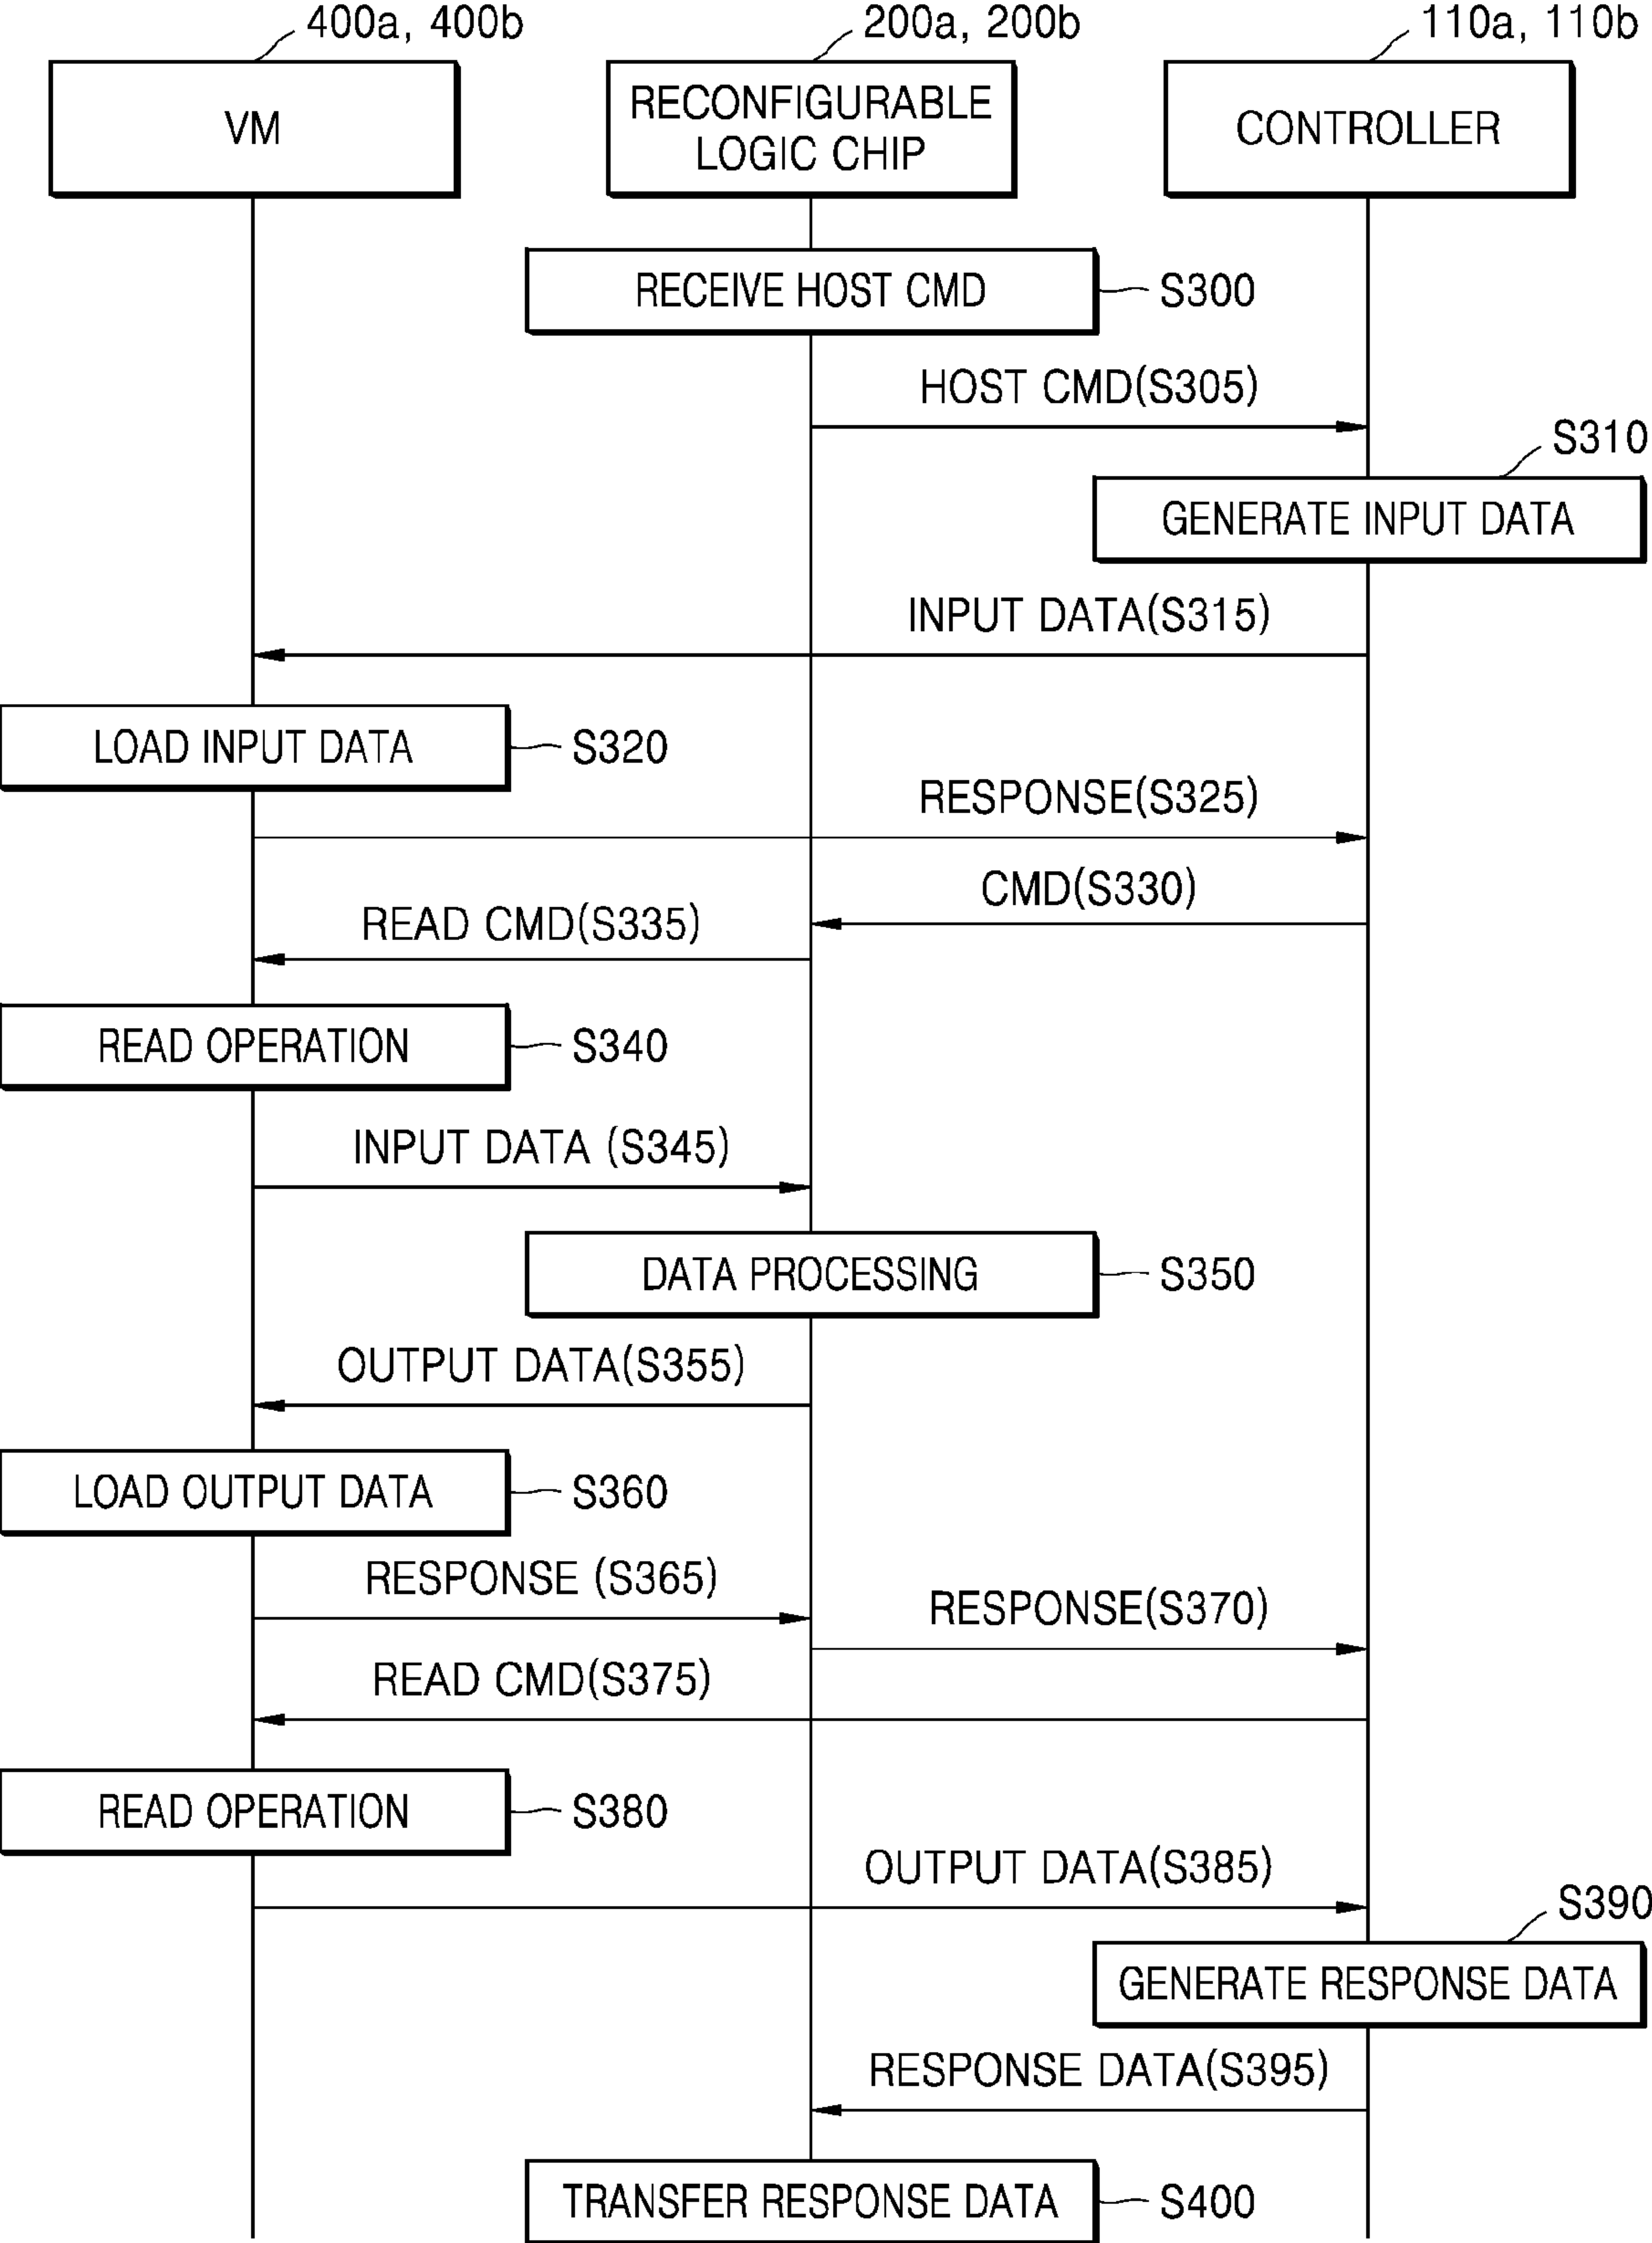 400a, 400b
200a, 200b
110a, 110b
VM
RECONFIGURABLE
LOGIC CHIP
CONTROLLER
RECEIVE HOST CMD
S300
HOST CMD(S305)
S310
GENERATE INPUT DATA
INPUT DATA(S315)
LOAD INPUT DATA
S320
RESPONSE(S325)
CMD(S330)
READ CMD(S335)
READ OPERATION
S340
INPUT DATA (S345)
DATA PROCESSING
S350
OUTPUT DATA(S355)
LOAD OUTPUT DATA
S360
RESPONSE (S365)
RESPONSE(S370)
READ CMD(S375)
READ OPERATION
S380
OUTPUT DATA(S385)
S390
GENERATE RESPONSE DATA
RESPONSE DATA(S395)
TRANSFER RESPONSE DATA
S400